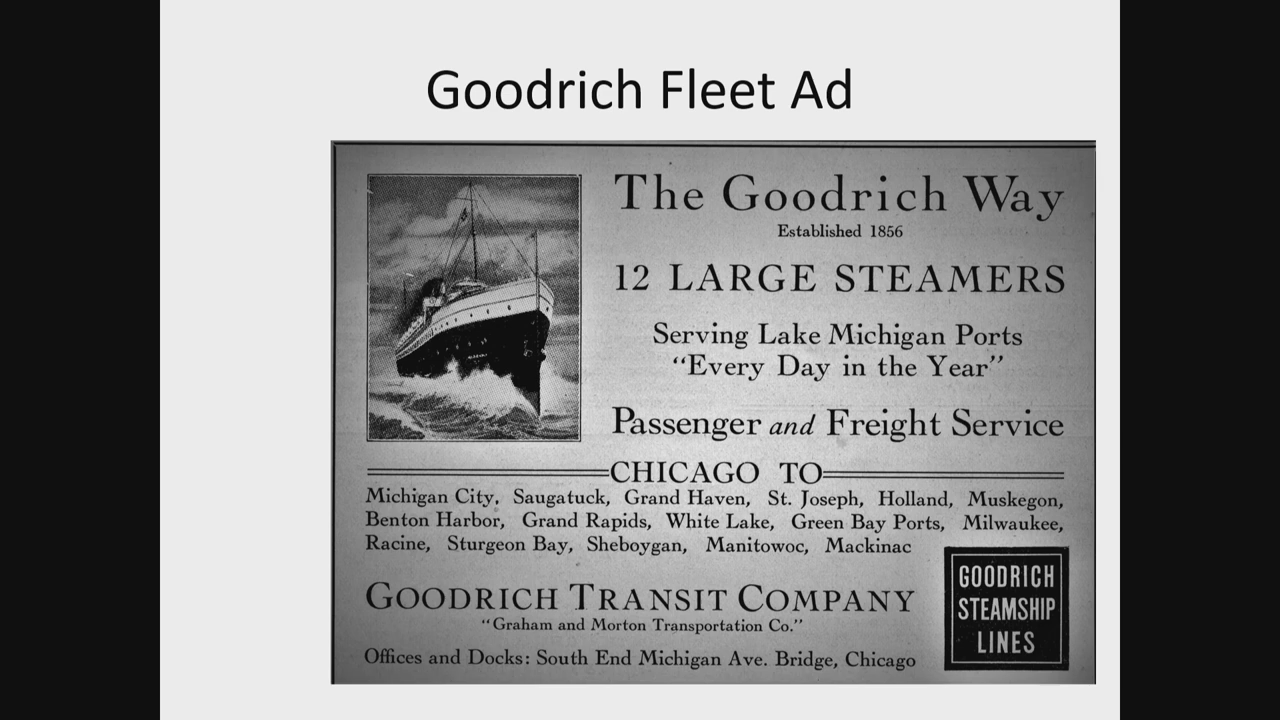 Goodrich Fleet Ad
The Goodrich Way
Established 1856
12 LARGE STEAMERS
Serving Lake Michigan Ports
“Every Day in the Year”
Passenger and Freight Service
CHICAGO TO
Michigan City, Saugatuck, Grand Haven, St. Joseph, Holland, Muskegon,
Benton Harbor, Grand Rapids, White Lake, Green Bay Ports, Milwaukee,
Racine, Sturgeon Bay, Sheboygan, Manitowoc, Mackinac
GOODRICH TRANSIT COMPANY
“Graham and Morton Transportation Co.”
Offices and Docks: South End Michigan Ave. Bridge, Chicago
GOODRICH
STEAMSHIP
LINES